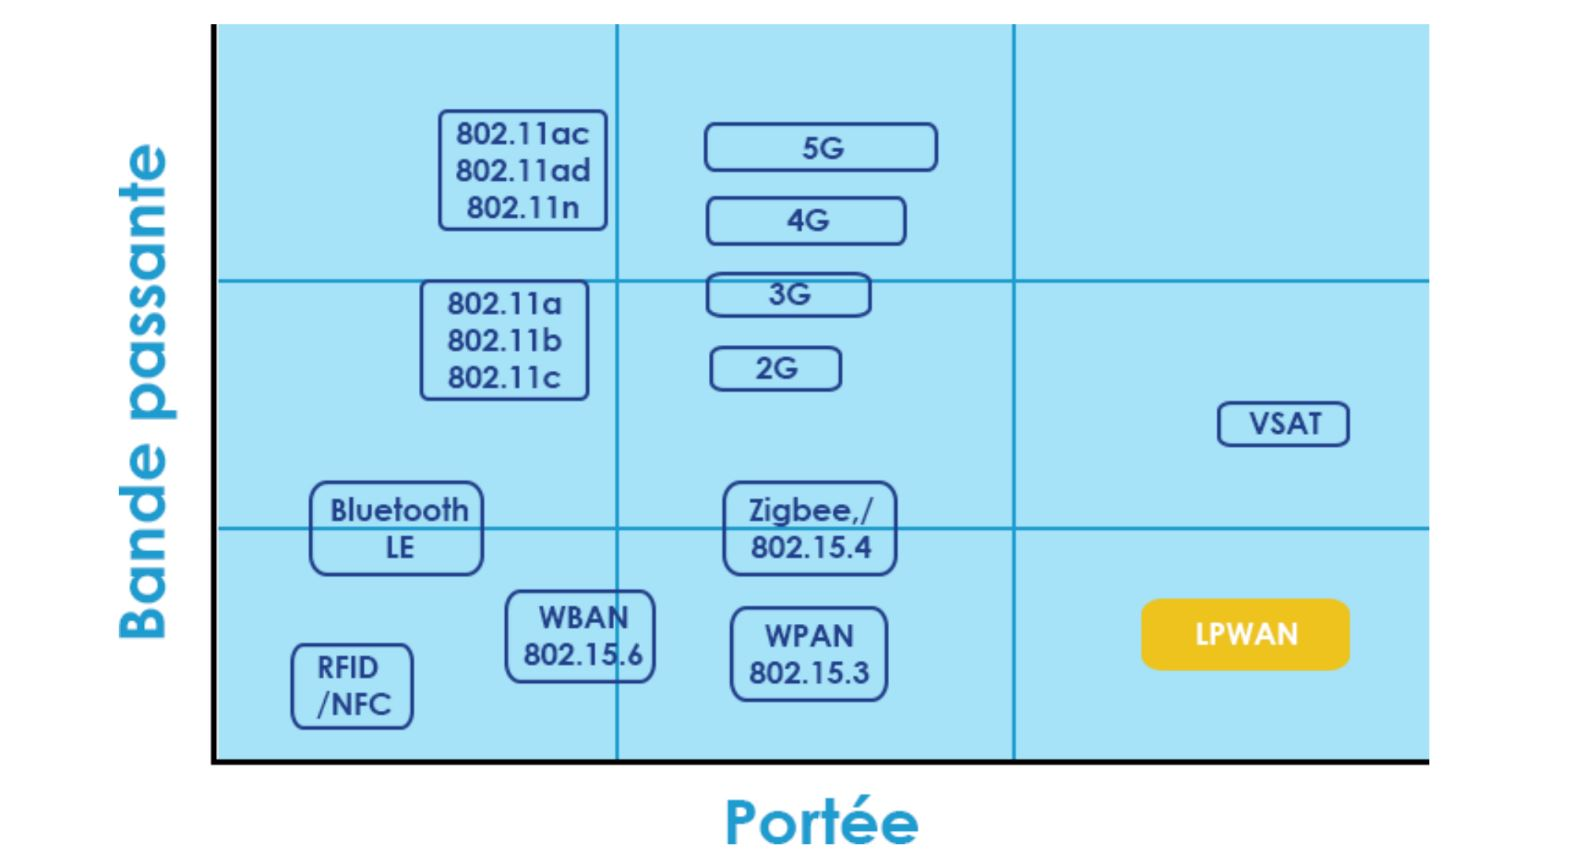 Bande passante
802.11ac
802.11ad
802.11n
5G
4G
802.11a
802.11b
802.11c
3G
2G
VSAT
Bluetooth
LE
Zigbee,/
802.15.4
WBAN
802.15.6
WPAN
802.15.3
LPWAN
RFID
/NFC
Portée